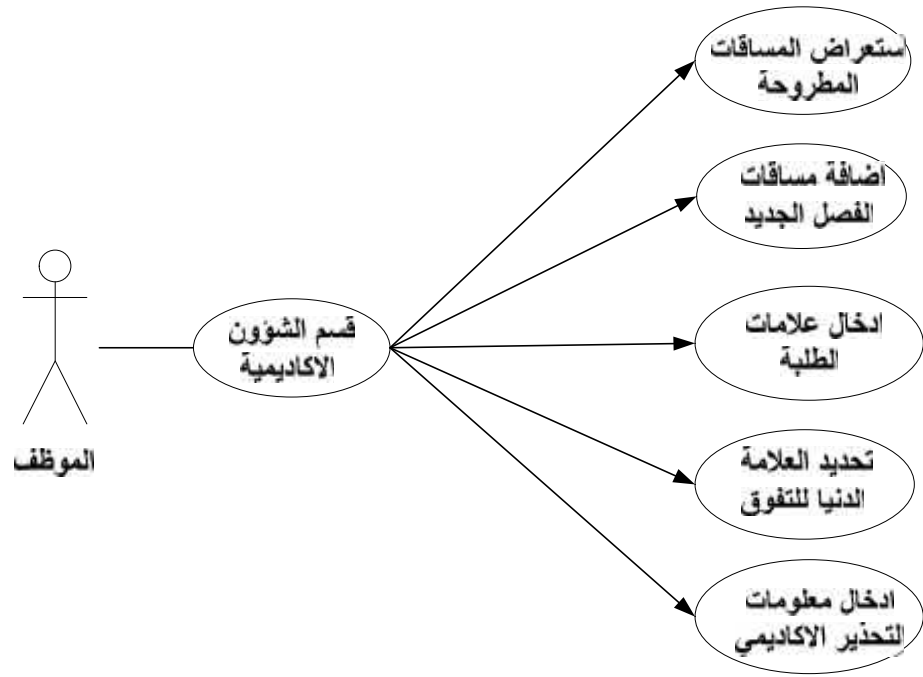 استعراض المساقات
المطروحة
اضافة مساقات
الفصل الجديد
قسم الشؤون
الاكاديمية
ادخال علامات
الطلبة
الموظف
تحديد العلامة
الدنيا للتفوق
ادخال معلومات
التحذير الاكاديمي